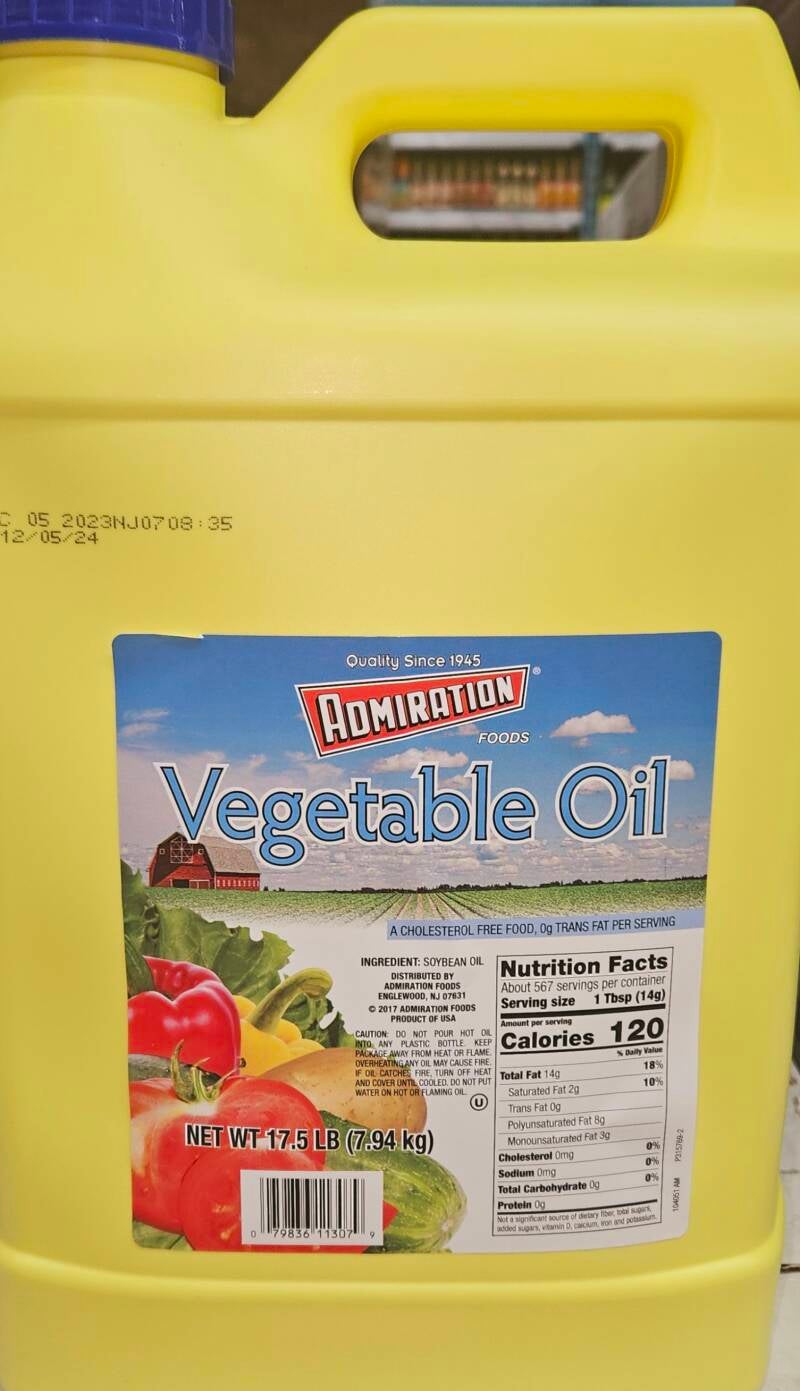 05 2023NJ0708:35
12/05/24
Quality Since 1945
ADMIRATION®
FOODS
Vegetable Oil
A CHOLESTEROL FREE FOOD, 0g TRANS FAT PER SERVING
INGREDIENT: SOYBEAN OIL
DISTRIBUTED BY
ADMIRATION FOODS
ENGLEWOOD, NJ 07631
© 2017 ADMIRATION FOODS
PRODUCT OF USA
CAUTION: DO NOT POUR HOT OIL
INTO ANY PLASTIC BOTTLE. KEEP
PACKAGE AWAY FROM HEAT OR FLAME.
OVERHEATING ANY OIL MAY CAUSE FIRE.
IF OIL CATCHES FIRE, TURN OFF HEAT
AND COVER UNTIL COOLED. DO NOT PUT
WATER ON HOT OR FLAMING OIL.
U
NET WT 17.5 LB (7.94 kg)
0 79836 11307 9
Nutrition Facts
About 567 servings per container
Serving size 1 Tbsp (14g)
Amount per serving
Calories 120
% Daily Value
Total Fat 14g 18%
Saturated Fat 2g 10%
Trans Fat 0g
Polyunsaturated Fat 8g
Monounsaturated Fat 3g
Cholesterol 0mg 0%
Sodium 0mg 0%
Total Carbohydrate 0g 0%
Protein 0g
Not a significant source of dietary fiber, total sugars,
added sugars, vitamin D, calcium, iron and potassium.
104051 AM P315769-2